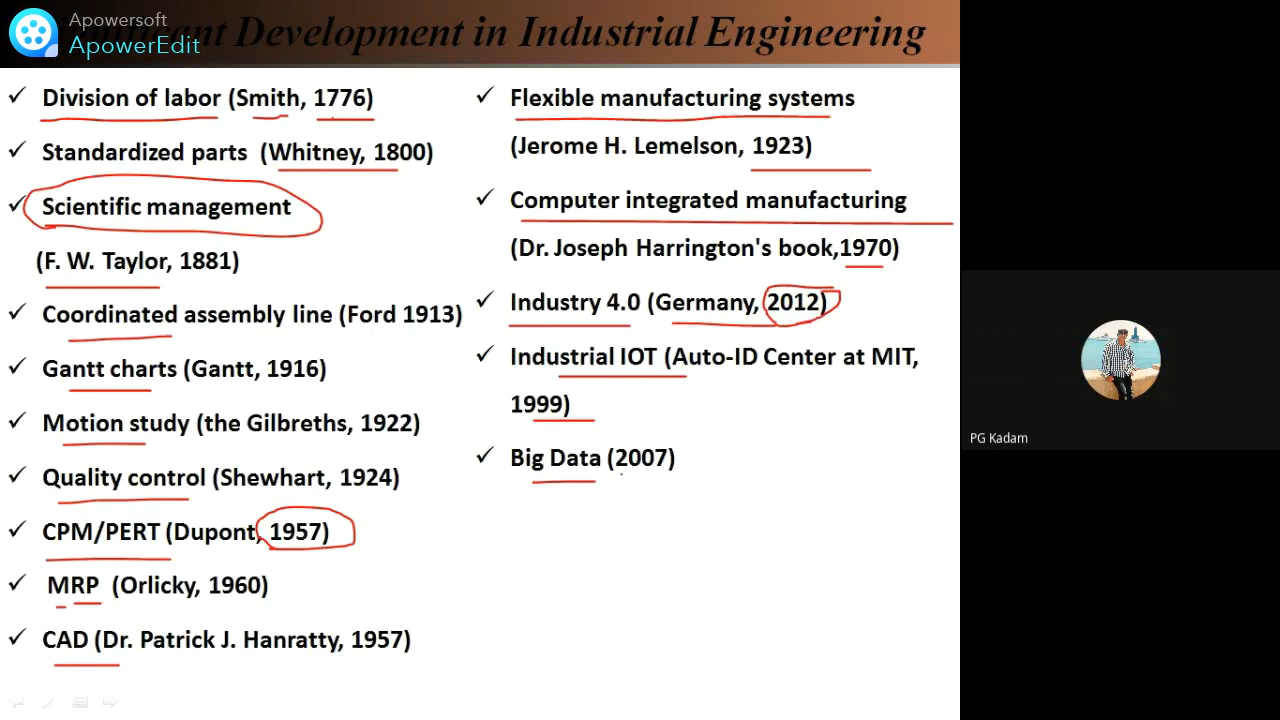 Apowersoft
ApowerEdit
Development in Industrial Engineering
✓ Division of labor (Smith, 1776)
✓ Standardized parts (Whitney, 1800)
✓ Scientific management
(F. W. Taylor, 1881)
✓ Coordinated assembly line (Ford 1913)
✓ Gantt charts (Gantt, 1916)
✓ Motion study (the Gilbreths, 1922)
✓ Quality control (Shewhart, 1924)
✓ CPM/PERT (Dupont, 1957)
✓ MRP (Orlicky, 1960)
✓ CAD (Dr. Patrick J. Hanratty, 1957)
✓ Flexible manufacturing systems
(Jerome H. Lemelson, 1923)
✓ Computer integrated manufacturing
(Dr. Joseph Harrington's book,1970)
✓ Industry 4.0 (Germany, 2012)
✓ Industrial IOT (Auto-ID Center at MIT,
1999)
✓ Big Data (2007)
PG Kadam